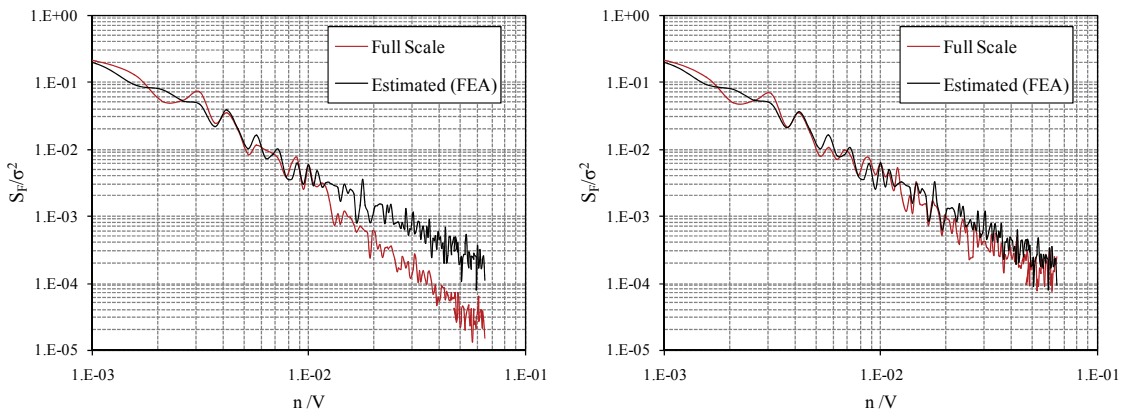 1.E+00
1.E-01
1.E-02
1.E-03
1.E-04
1.E-05
S_F/σ²
Full Scale
Estimated (FEA)
1.E-03
1.E-02
1.E-01
n /V
1.E+00
1.E-01
1.E-02
1.E-03
1.E-04
1.E-05
S_F/σ²
Full Scale
Estimated (FEA)
1.E-03
1.E-02
1.E-01
n /V